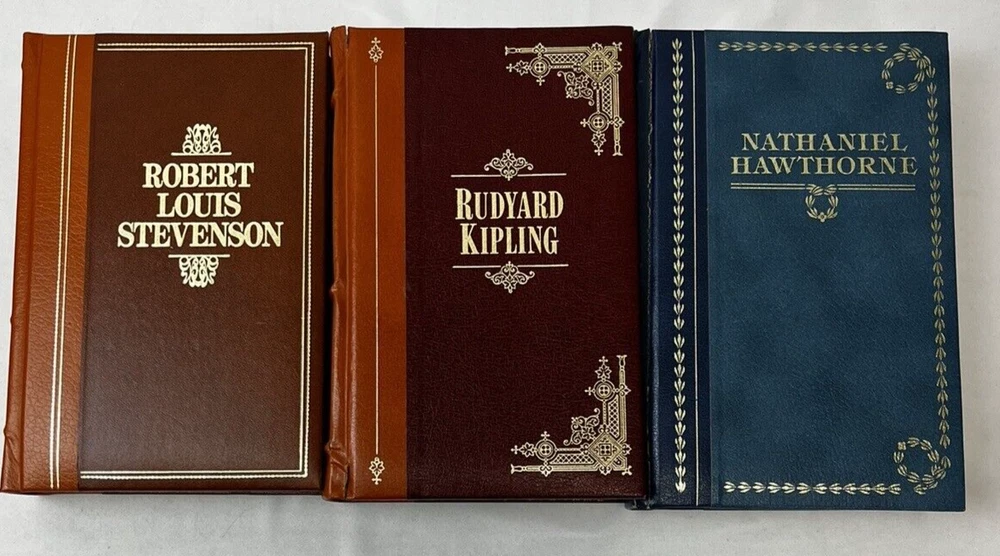 ROBERT
LOUIS
STEVENSON
RUDYARD
KIPLING
NATHANIEL
HAWTHORNE